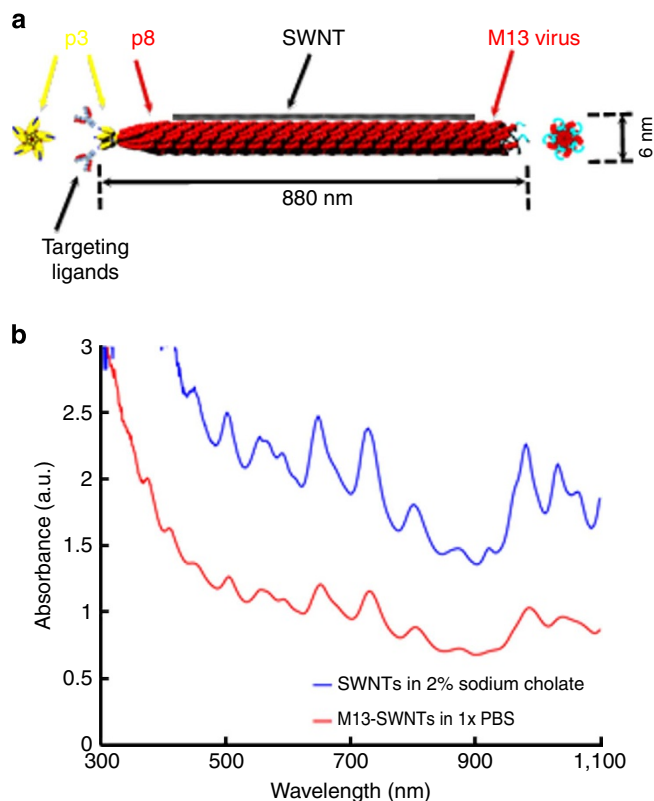 a
p3
p8
SWNT
M13 virus
6 nm
880 nm
Targeting
ligands
b
3
2.5
2
1.5
1
0.5
0
Absorbance (a.u.)
SWNTs in 2% sodium cholate
M13-SWNTs in 1x PBS
300
500
700
900
1,100
Wavelength (nm)